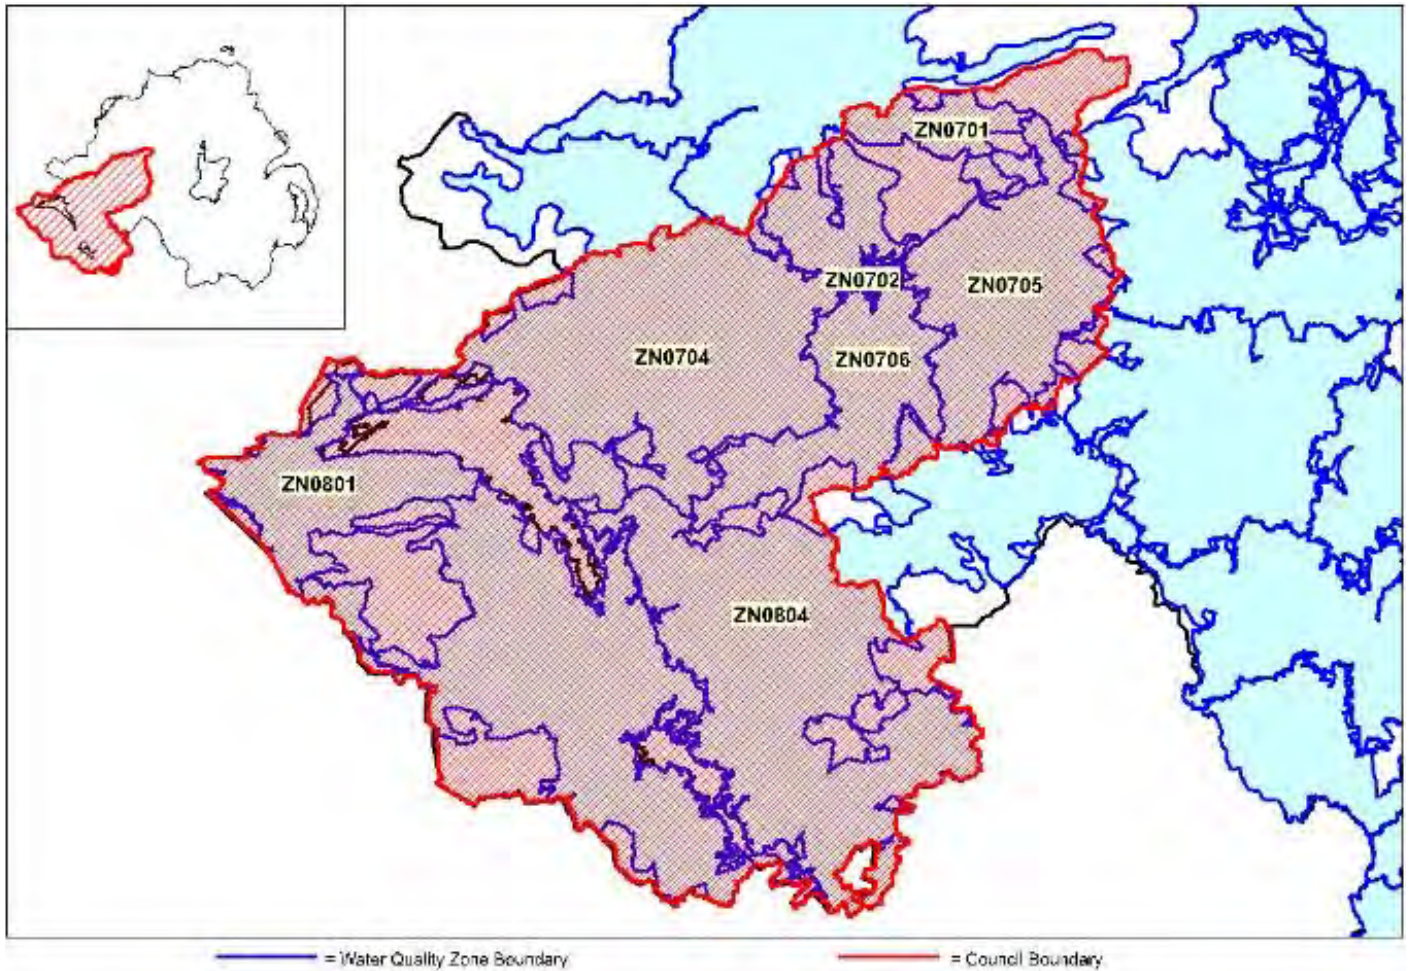 ZN0701
ZN0702
ZN0705
ZN0704
ZN0706
ZN0801
ZN0804
= Water Quality Zone Boundary
= Council Boundary